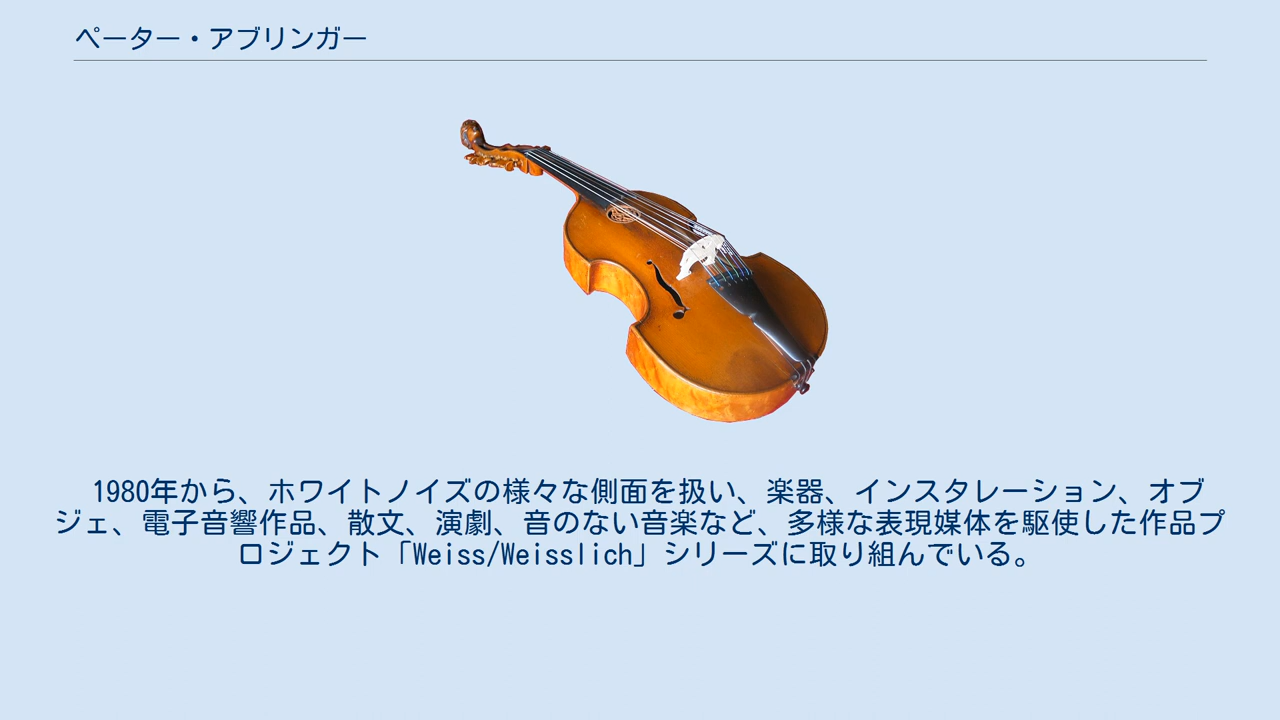 ペーター・アブリンガー
1980年から、ホワイトノイズの様々な側面を扱い、楽器、インスタレーション、オブ
ジェ、電子音響作品、散文、演劇、音のない音楽など、多様な表現媒体を駆使した作品プ
ロジェクト「Weiss/Weisslich」シリーズに取り組んでいる。